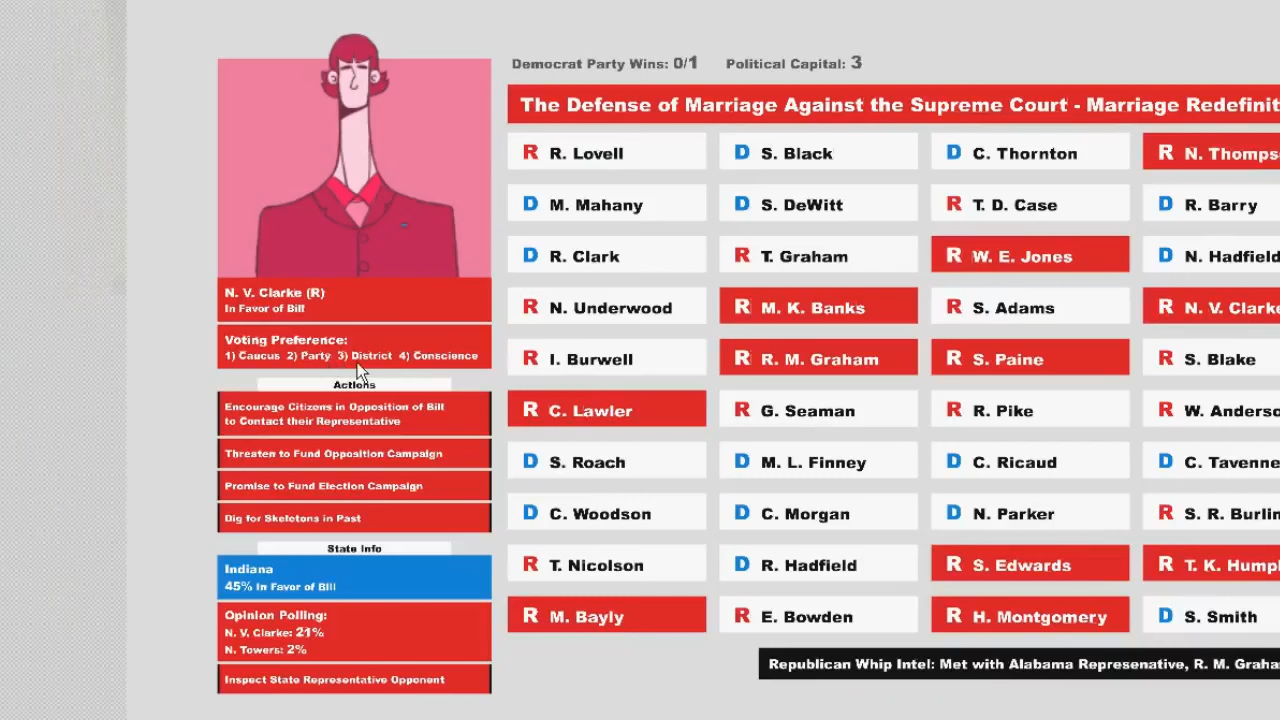 Democrat Party Wins: 0/1 Political Capital: 3
The Defense of Marriage Against the Supreme Court - Marriage Redefinit
R R. Lovell D S. Black D C. Thornton R N. Thomps
D M. Mahany D S. DeWitt R T. D. Case D R. Barry
D R. Clark R T. Graham R W. E. Jones D N. Hadfield
R N. Underwood R M. K. Banks R S. Adams R N. V. Clarke
R I. Burwell R R. M. Graham R S. Paine R S. Blake
R C. Lawler R G. Seaman R R. Pike R W. Anderso
D S. Roach D M. L. Finney D C. Ricaud D C. Tavenne
D C. Woodson D C. Morgan D N. Parker R S. R. Burlin
R T. Nicolson D R. Hadfield R S. Edwards R T. K. Humpl
R M. Bayly R E. Bowden R H. Montgomery D S. Smith
Republican Whip Intel: Met with Alabama Represenative, R. M. Graha
N. V. Clarke (R)
In Favor of Bill
Voting Preference:
1) Caucus 2) Party 3) District 4) Conscience
Actions
Encourage Citizens in Opposition of Bill
to Contact their Representative
Threaten to Fund Opposition Campaign
Promise to Fund Election Campaign
Dig for Skeletons in Past
State Info
Indiana
45% In Favor of Bill
Opinion Polling:
N. V. Clarke: 21%
N. Towers: 2%
Inspect State Representative Opponent